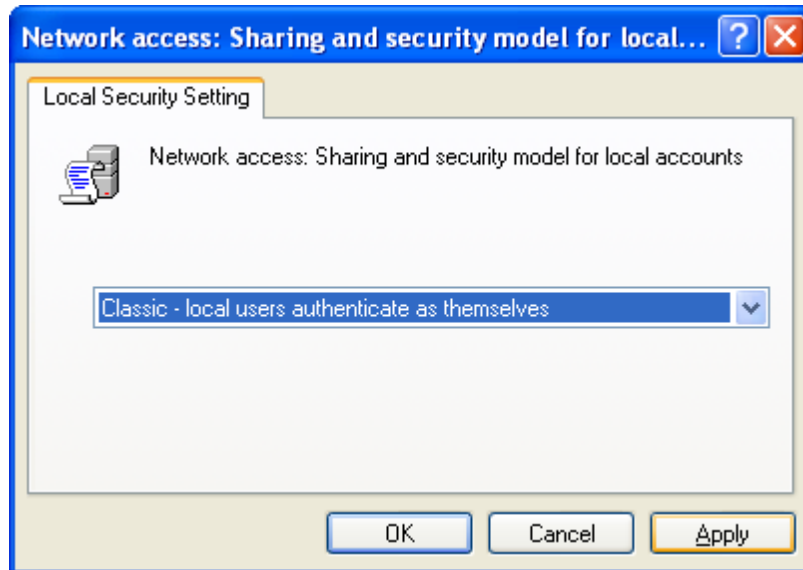 Network access: Sharing and security model for local...
Local Security Setting
Network access: Sharing and security model for local accounts
Classic - local users authenticate as themselves
OK Cancel Apply